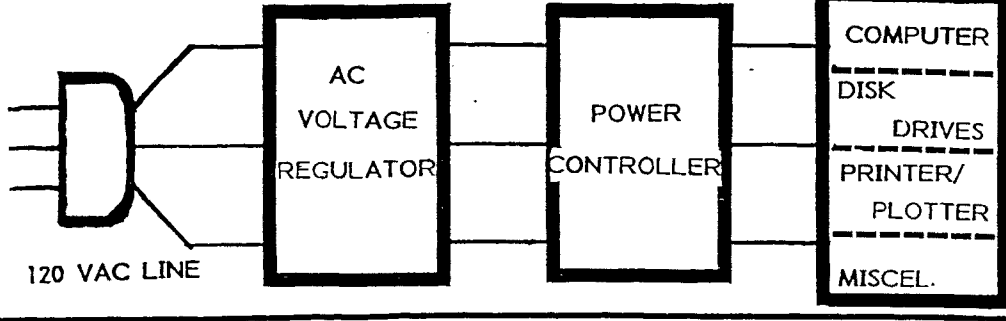 120 VAC LINE
AC
VOLTAGE
REGULATOR
POWER
CONTROLLER
COMPUTER
DISK
DRIVES
PRINTER/
PLOTTER
MISCEL.